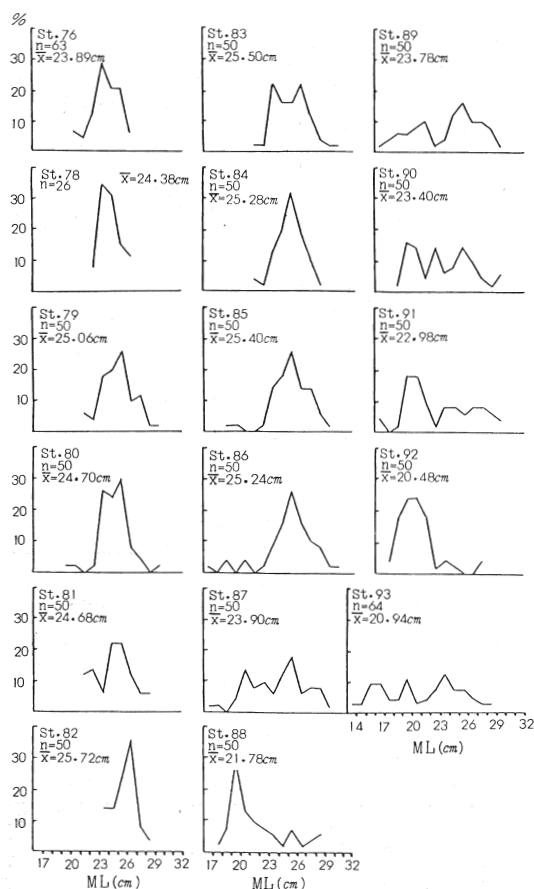 %
St.76
n=63
x̄=23.89cm
30
20
10
St.78
n=26
x̄=24.38cm
30
20
10
St.79
n=50
x̄=25.06cm
30
20
10
St.80
n=50
x̄=24.70cm
30
20
10
St.81
n=50
x̄=24.68cm
30
20
10
St.82
n=50
x̄=25.72cm
30
20
10
17 20 23 26 29 32
ML(cm)
St.83
n=50
x̄=25.50cm
St.84
n=50
x̄=25.28cm
St.85
n=50
x̄=25.40cm
St.86
n=50
x̄=25.24cm
St.87
n=50
x̄=23.90cm
St.88
n=50
x̄=21.78cm
17 20 23 26 29 32
ML(cm)
St.89
n=50
x̄=23.78cm
St.90
n=50
x̄=23.40cm
St.91
n=50
x̄=22.98cm
St.92
n=50
x̄=20.48cm
St.93
n=64
x̄=20.94cm
14 17 20 23 26 29 32
ML(cm)